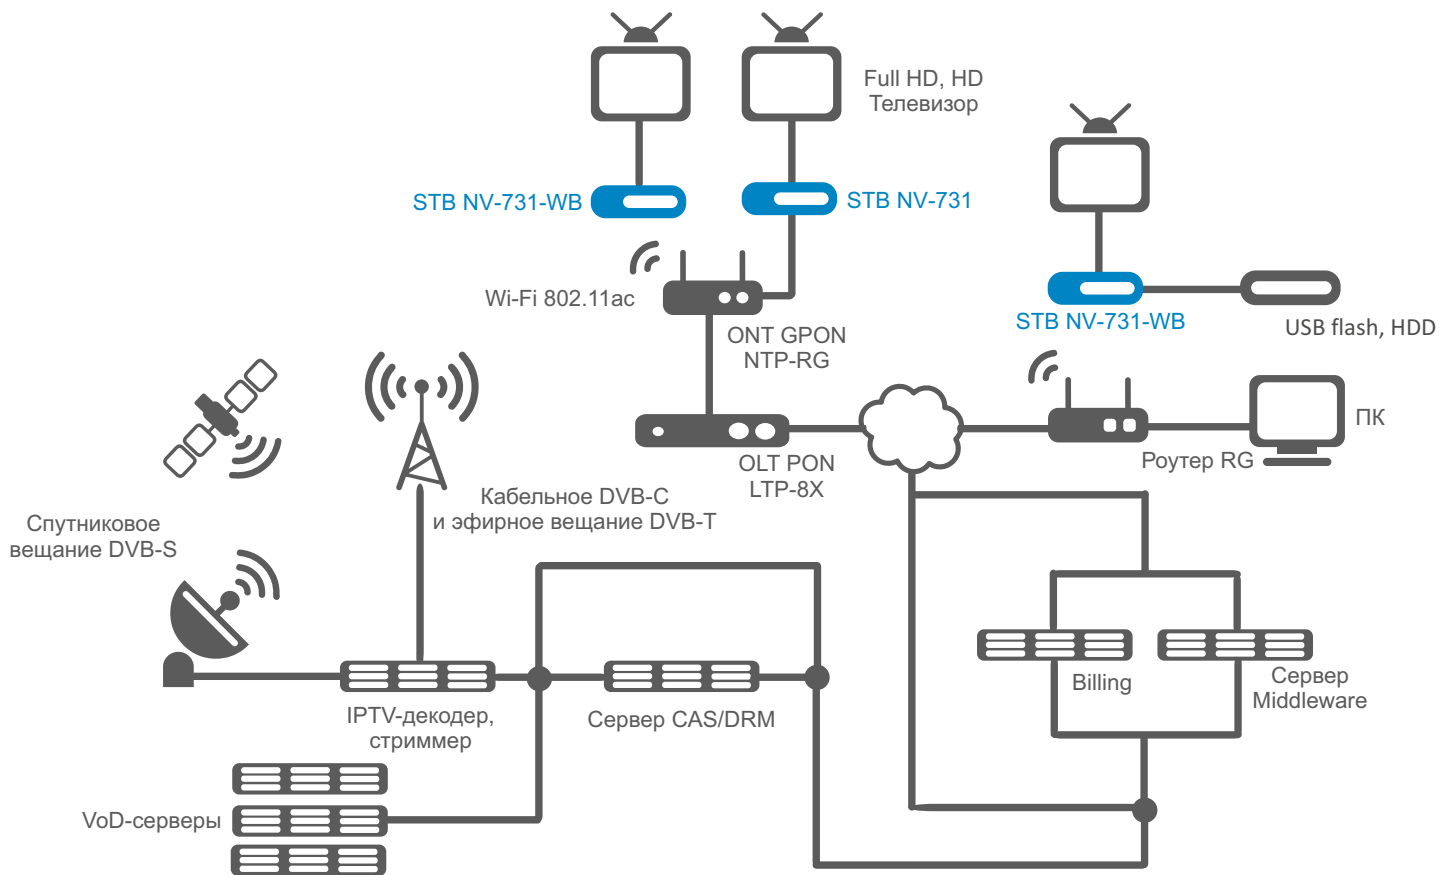 Full HD, HD
Телевизор
STB NV-731-WB
STB NV-731
Wi-Fi 802.11ac
ONT GPON
NTP-RG
STB NV-731-WB
USB flash, HDD
OLT PON
LTP-8X
Роутер RG
ПК
Спутниковое
вещание DVB-S
Кабельное DVB-C
и эфирное вещание DVB-T
IPTV-декодер,
стриммер
Сервер CAS/DRM
Billing
Сервер
Middleware
VoD-серверы